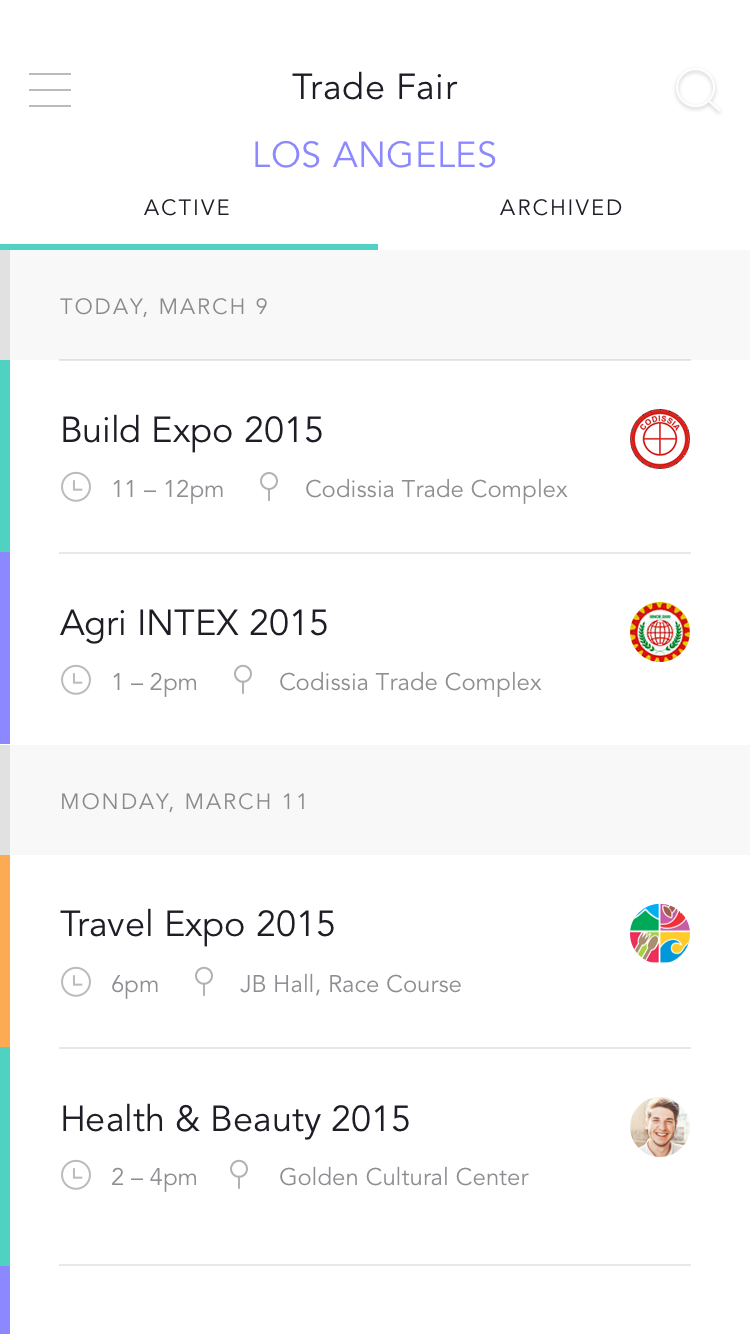 Trade Fair
LOS ANGELES
ACTIVE
ARCHIVED
TODAY, MARCH 9
Build Expo 2015
CODISSIA
11 – 12pm
Codissia Trade Complex
Agri INTEX 2015
SINCE 2000
1 – 2pm
Codissia Trade Complex
MONDAY, MARCH 11
Travel Expo 2015
6pm
JB Hall, Race Course
Health & Beauty 2015
2 – 4pm
Golden Cultural Center